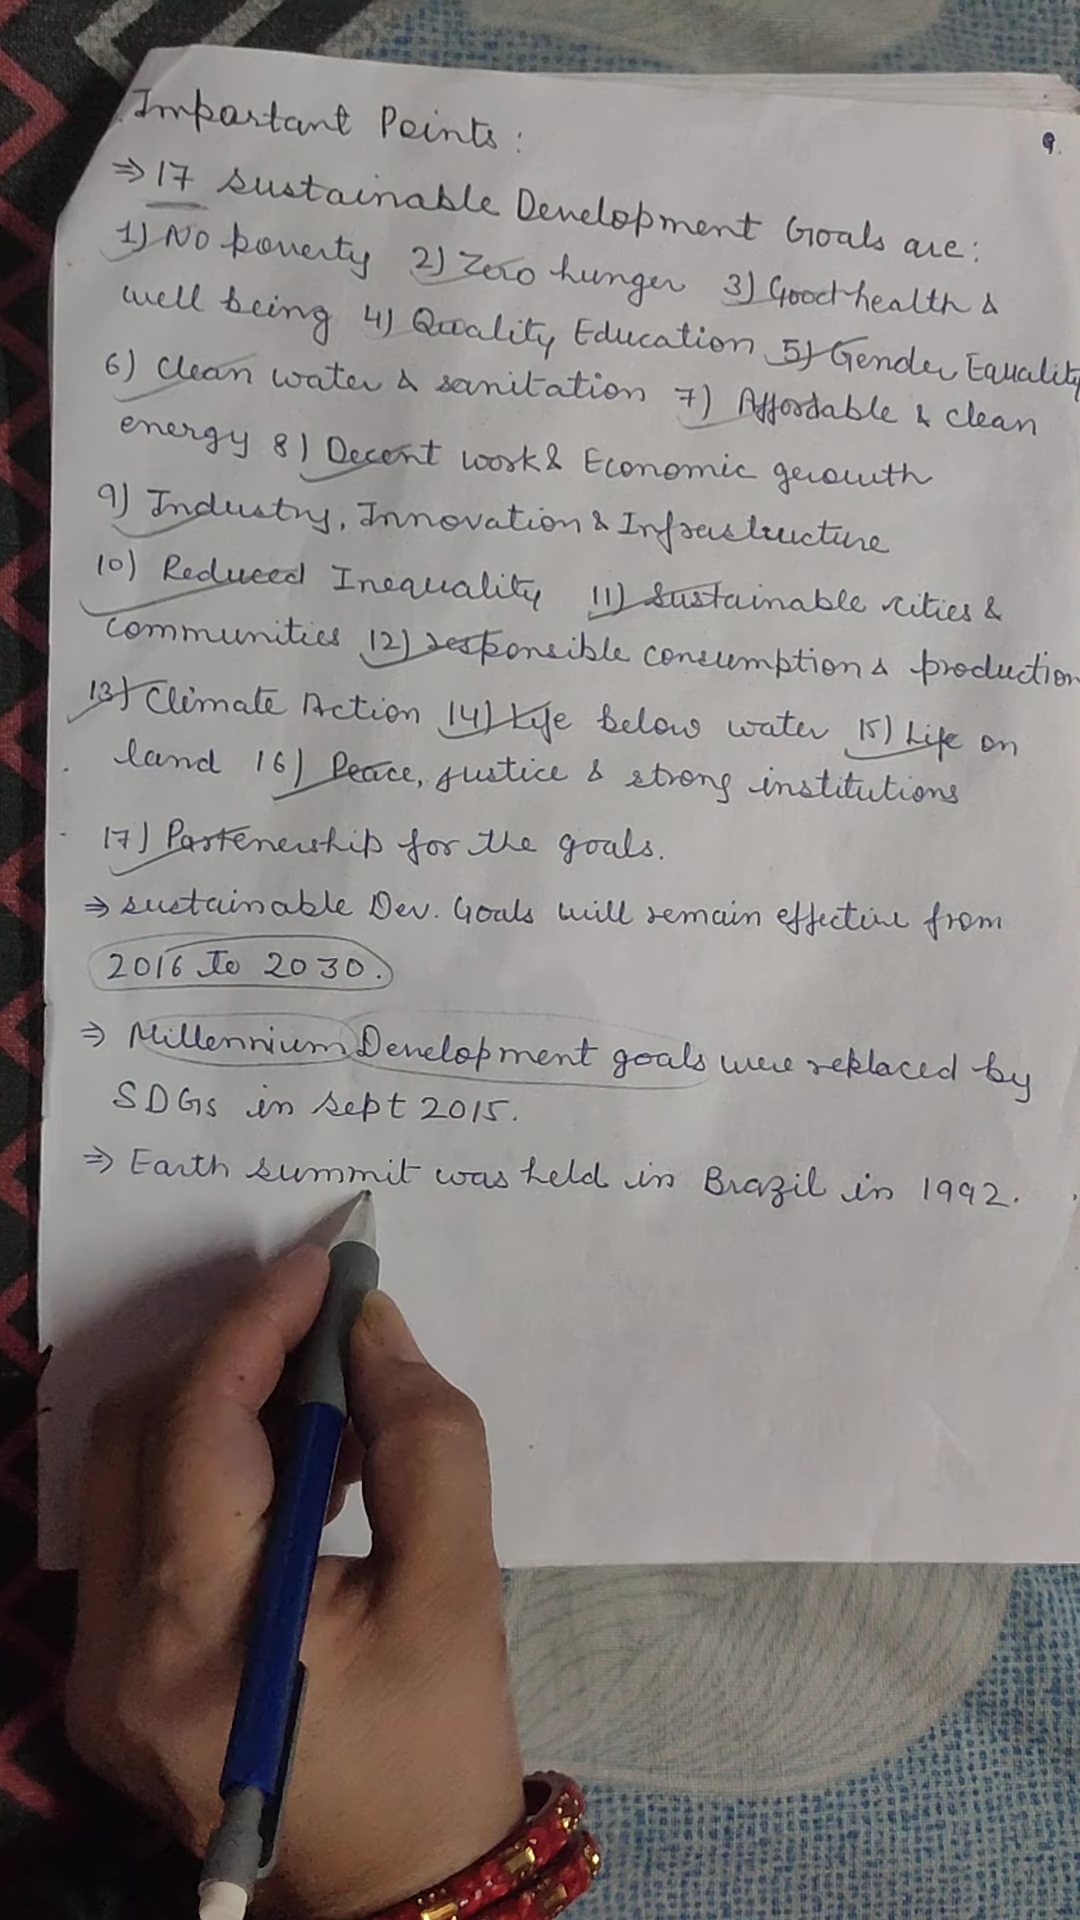 Important Points:
9.
⇒ 17 sustainable Development Goals are:
1) No poverty 2) Zero hunger 3) Good health &
well being 4) Quality Education 5) Gender Equality
6) Clean water & sanitation 7) Affordable & clean
energy 8) Decent work & Economic growth
9) Industry, Innovation & Infrastructure
10) Reduced Inequality 11) Sustainable cities &
communities 12) responsible consumption & production
13) Climate Action 14) Life below water 15) Life on
land 16) Peace, justice & strong institutions
17) Partenership for the goals.
⇒ sustainable Dev. Goals will remain effective from
2016 to 2030.
⇒ Millennium Development goals were replaced by
SDGs in sept 2015.
⇒ Earth summit was held in Brazil in 1992.